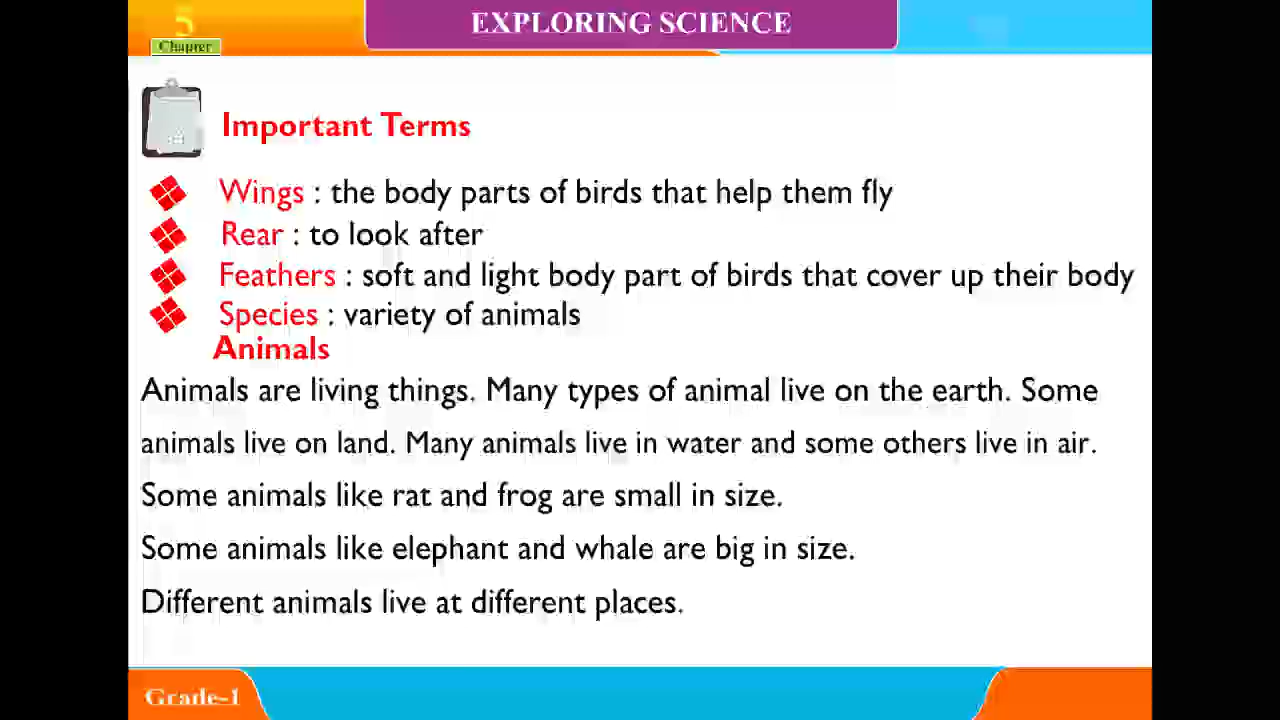 5
Chapter
EXPLORING SCIENCE
Important Terms
Wings : the body parts of birds that help them fly
Rear : to look after
Feathers : soft and light body part of birds that cover up their body
Species : variety of animals
Animals
Animals are living things. Many types of animal live on the earth. Some
animals live on land. Many animals live in water and some others live in air.
Some animals like rat and frog are small in size.
Some animals like elephant and whale are big in size.
Different animals live at different places.
Grade-1